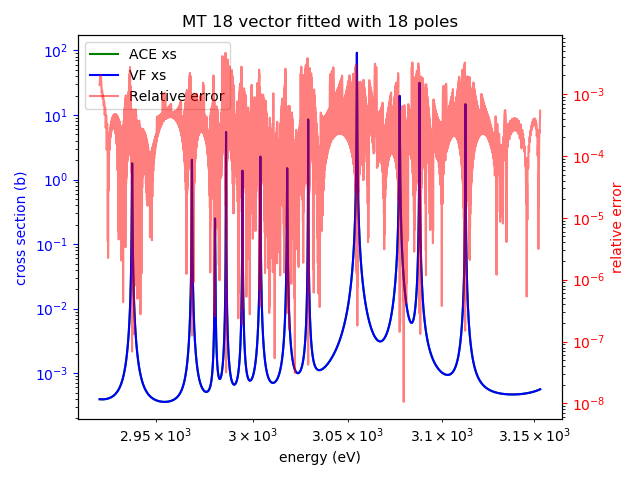 MT 18 vector fitted with 18 poles
ACE xs
VF xs
Relative error
cross section (b)
10²
10¹
10⁰
10⁻¹
10⁻²
10⁻³
relative error
10⁻³
10⁻⁴
10⁻⁵
10⁻⁶
10⁻⁷
10⁻⁸
2.95 × 10³ 3 × 10³ 3.05 × 10³ 3.1 × 10³ 3.15 × 10³
energy (eV)